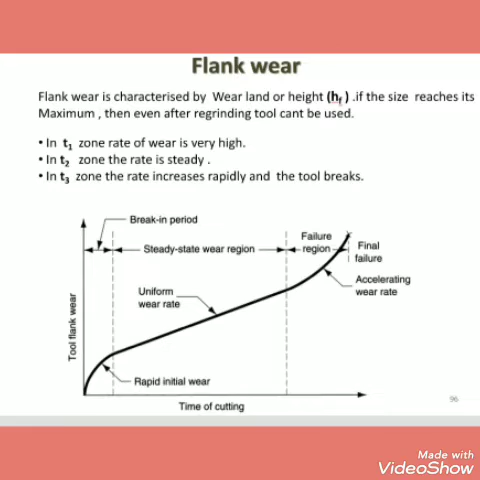 Flank wear
Flank wear is characterised by Wear land or height (hf) .if the size reaches its
Maximum , then even after regrinding tool cant be used.
• In t1 zone rate of wear is very high.
• In t2 zone the rate is steady .
• In t3 zone the rate increases rapidly and the tool breaks.
Break-in period
Steady-state wear region
Failure
region
Final
failure
Uniform
wear rate
Accelerating
wear rate
Tool flank wear
Rapid initial wear
Time of cutting
96
Made with
VideoShow